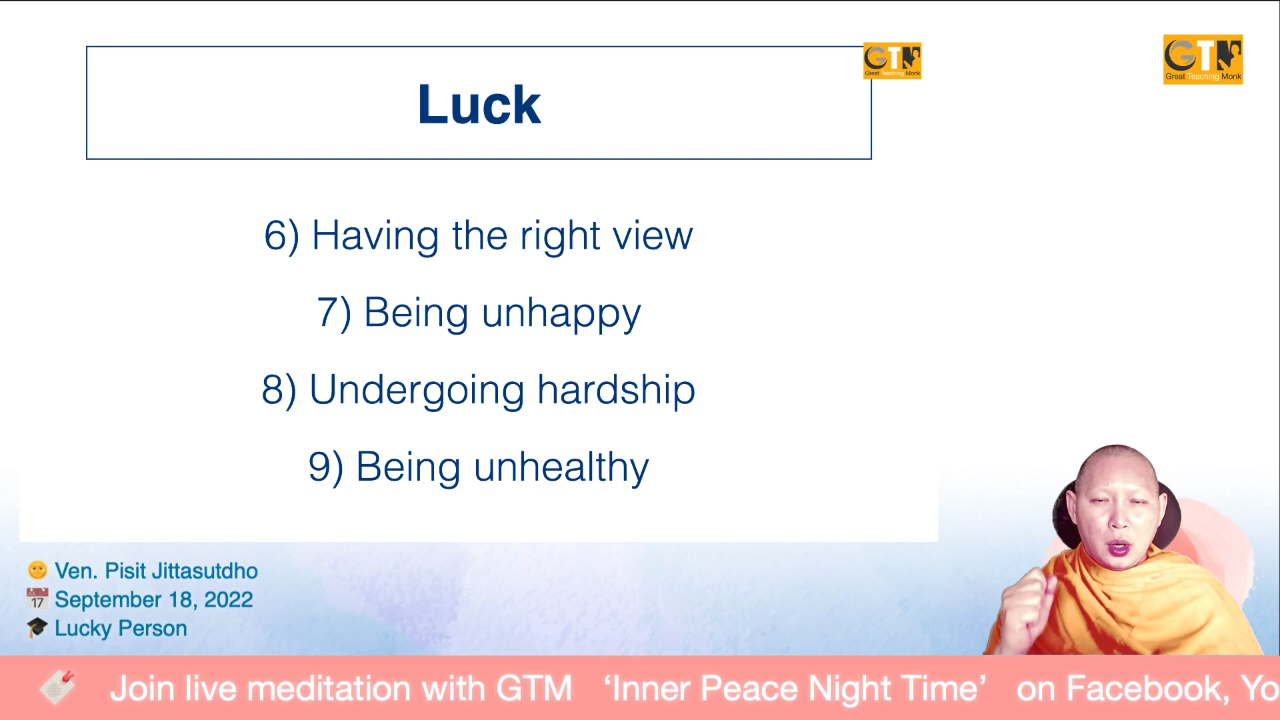 Luck
GTM
Great Teaching Monk
GTM
Great Teaching Monk
6) Having the right view
7) Being unhappy
8) Undergoing hardship
9) Being unhealthy
Ven. Pisit Jittasutdho
17
September 18, 2022
Lucky Person
Join live meditation with GTM ‘Inner Peace Night Time’ on Facebook, Yo